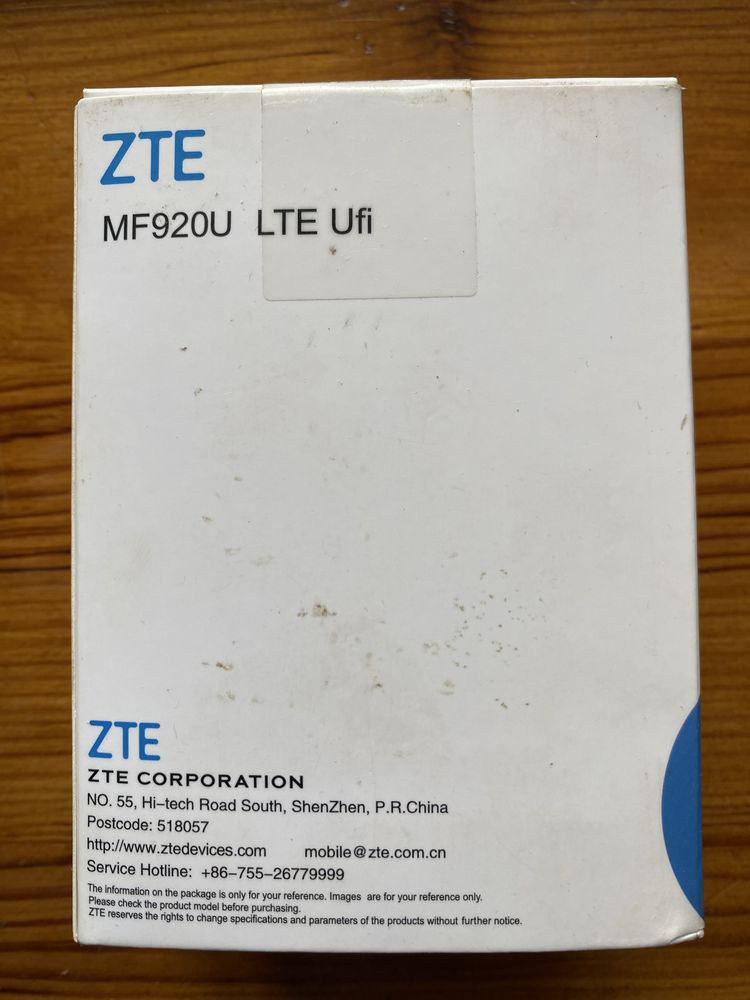 ZTE
MF920U LTE Ufi
ZTE
ZTE CORPORATION
NO. 55, Hi-tech Road South, ShenZhen, P.R.China
Postcode: 518057
http://www.ztedevices.com mobile@zte.com.cn
Service Hotline: +86-755-26779999
The information on the package is only for your reference. Images are for your reference only.
Please check the product model before purchasing.
ZTE reserves the rights to change specifications and parameters of the products without further notice.